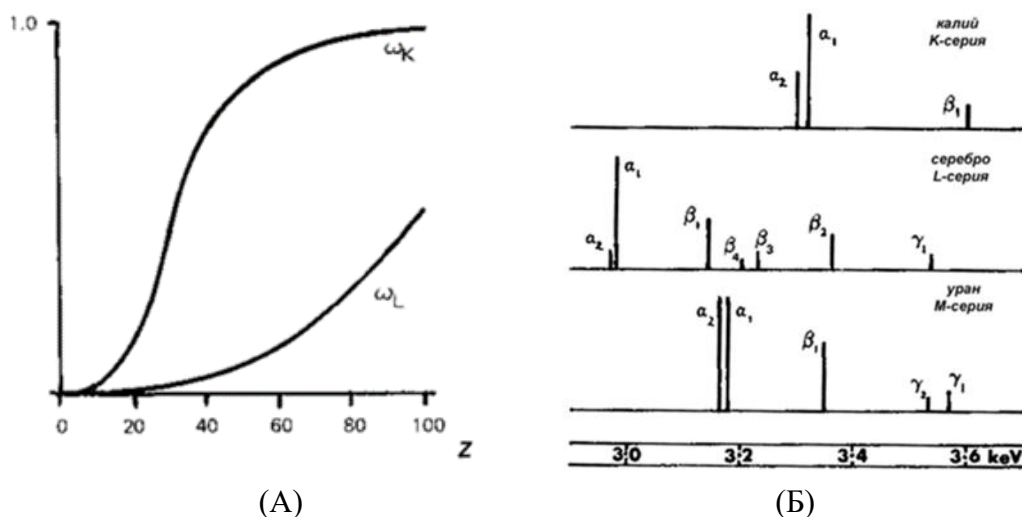 1.0
ω_K
ω_L
0 20 40 60 80 100
Z
(А)
калий
К-серия
α₁
α₂
β₁
серебро
L-серия
α₁
α₂
β₁
β₄
β₃
β₂
γ₁
уран
М-серия
α₂
α₁
β₁
γ₂
γ₁
3·0 3·2 3·4 3·6 keV
(Б)